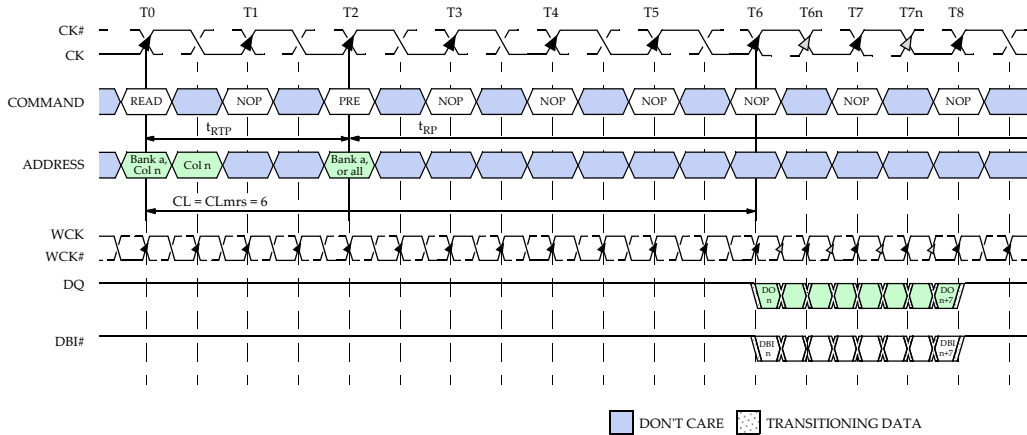 T0 T1 T2 T3 T4 T5 T6 T6n T7 T7n T8
CK#
CK
COMMAND READ NOP PRE NOP NOP NOP NOP NOP NOP
tRTP tRP
ADDRESS Bank a, Col n Col n Bank a, or all
CL = CLmrs = 6
WCK
WCK#
DQ DO n DO n+7
DBI# DBI n DBI n+7
DON'T CARE TRANSITIONING DATA